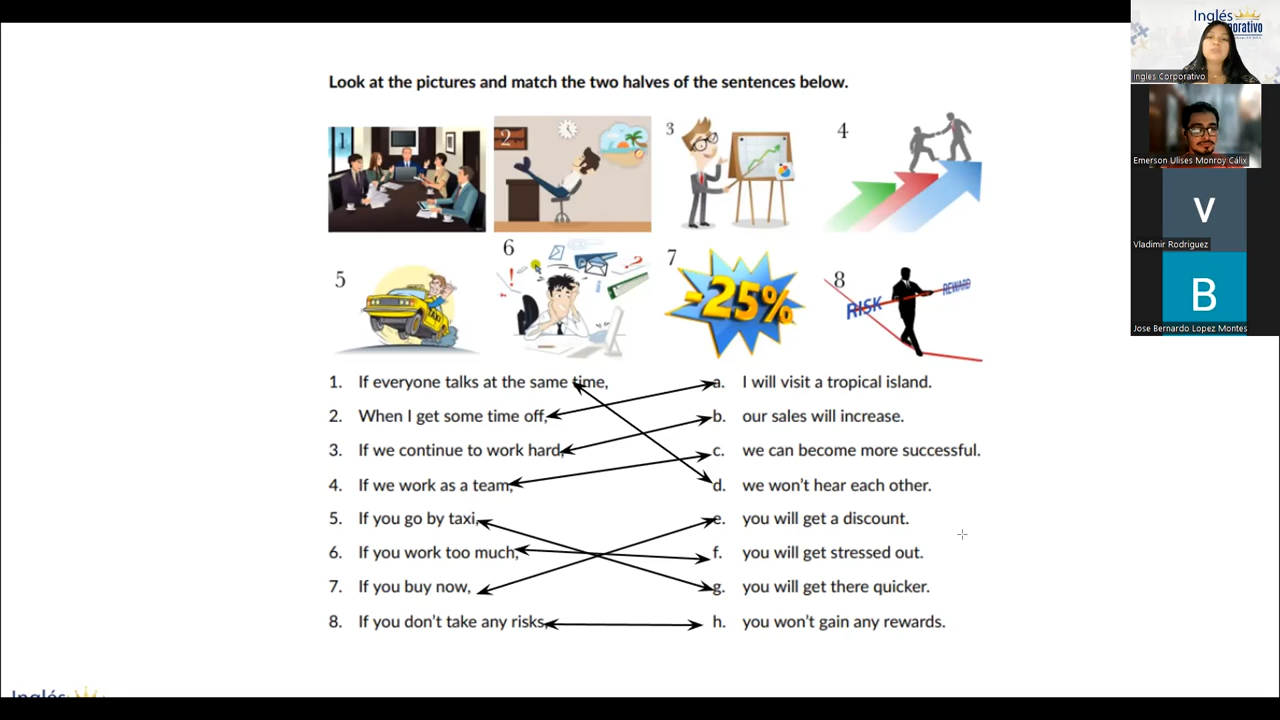 Look at the pictures and match the two halves of the sentences below.
1
2
3
4
5
6
7
8
-25%
RISK
REWARD
1. If everyone talks at the same time,
2. When I get some time off,
3. If we continue to work hard,
4. If we work as a team,
5. If you go by taxi,
6. If you work too much,
7. If you buy now,
8. If you don't take any risks,
a. I will visit a tropical island.
b. our sales will increase.
c. we can become more successful.
d. we won't hear each other.
e. you will get a discount.
f. you will get stressed out.
g. you will get there quicker.
h. you won't gain any rewards.
Inglés
Inglés
Ingles Corporativo
Emerson Ulises Monroy Cálix
V
Vladimir Rodriguez
B
Jose Bernardo Lopez Montes